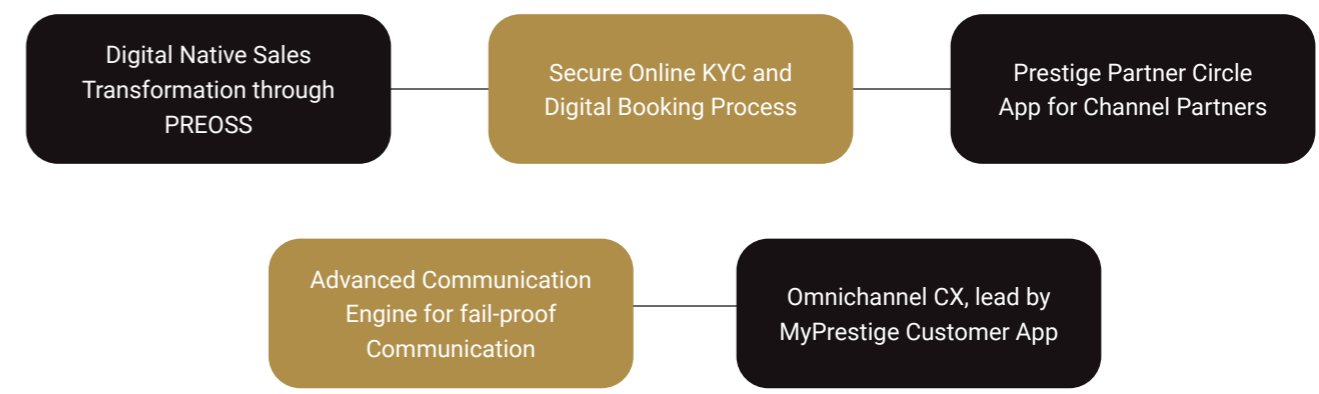 Digital Native Sales
Transformation through
PREOSS
Secure Online KYC and
Digital Booking Process
Prestige Partner Circle
App for Channel Partners
Advanced Communication
Engine for fail-proof
Communication
Omnichannel CX, lead by
MyPrestige Customer App